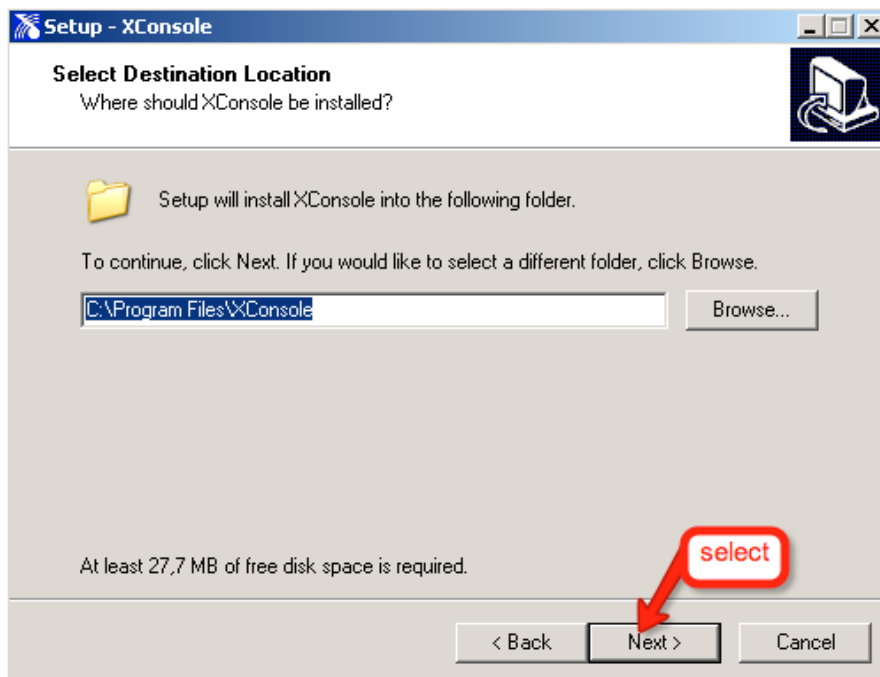 Setup - XConsole
Select Destination Location
Where should XConsole be installed?
Setup will install XConsole into the following folder.
To continue, click Next. If you would like to select a different folder, click Browse.
C:\Program Files\XConsole
Browse...
At least 27,7 MB of free disk space is required.
select
< Back
Next >
Cancel